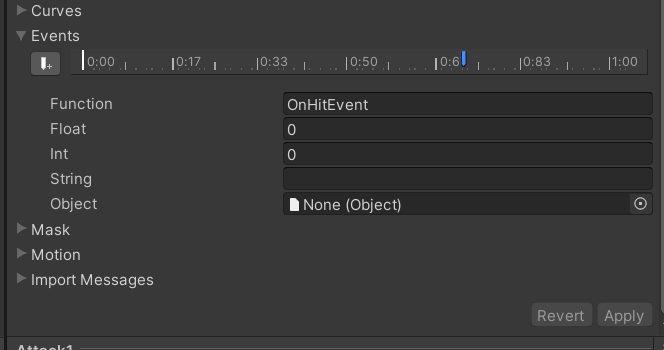 Curves
Events
0:00 0:17 0:33 0:50 0:6 0:83 1:00
Function OnHitEvent
Float 0
Int 0
String
Object None (Object)
Mask
Motion
Import Messages
Revert Apply
Attack1